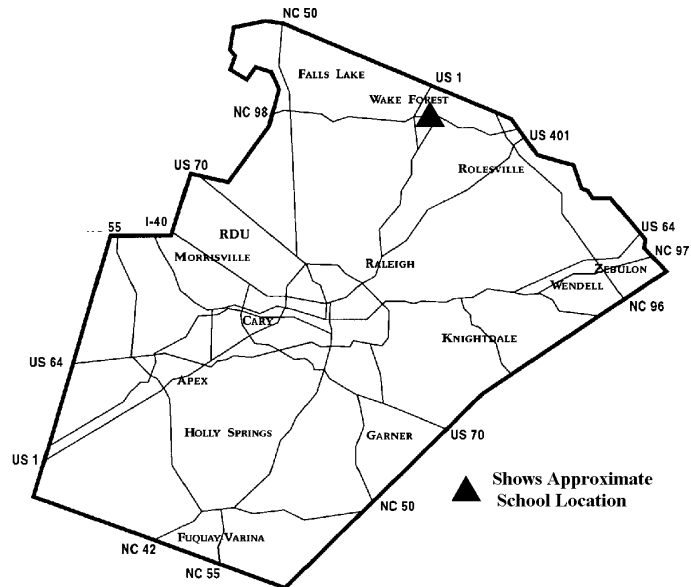 NC 50
FALLS LAKE
US 1
WAKE FOREST
NC 98
US 401
US 70
ROLESVILLE
55
I-40
RDU
US 64
MORRISVILLE
RALEIGH
NC 97
ZEBULON
WENDELL
NC 96
CARY
KNIGHTDALE
US 64
APEX
HOLLY SPRINGS
GARNER
US 70
US 1
Shows Approximate
School Location
NC 50
FUQUAY VARINA
NC 42
NC 55